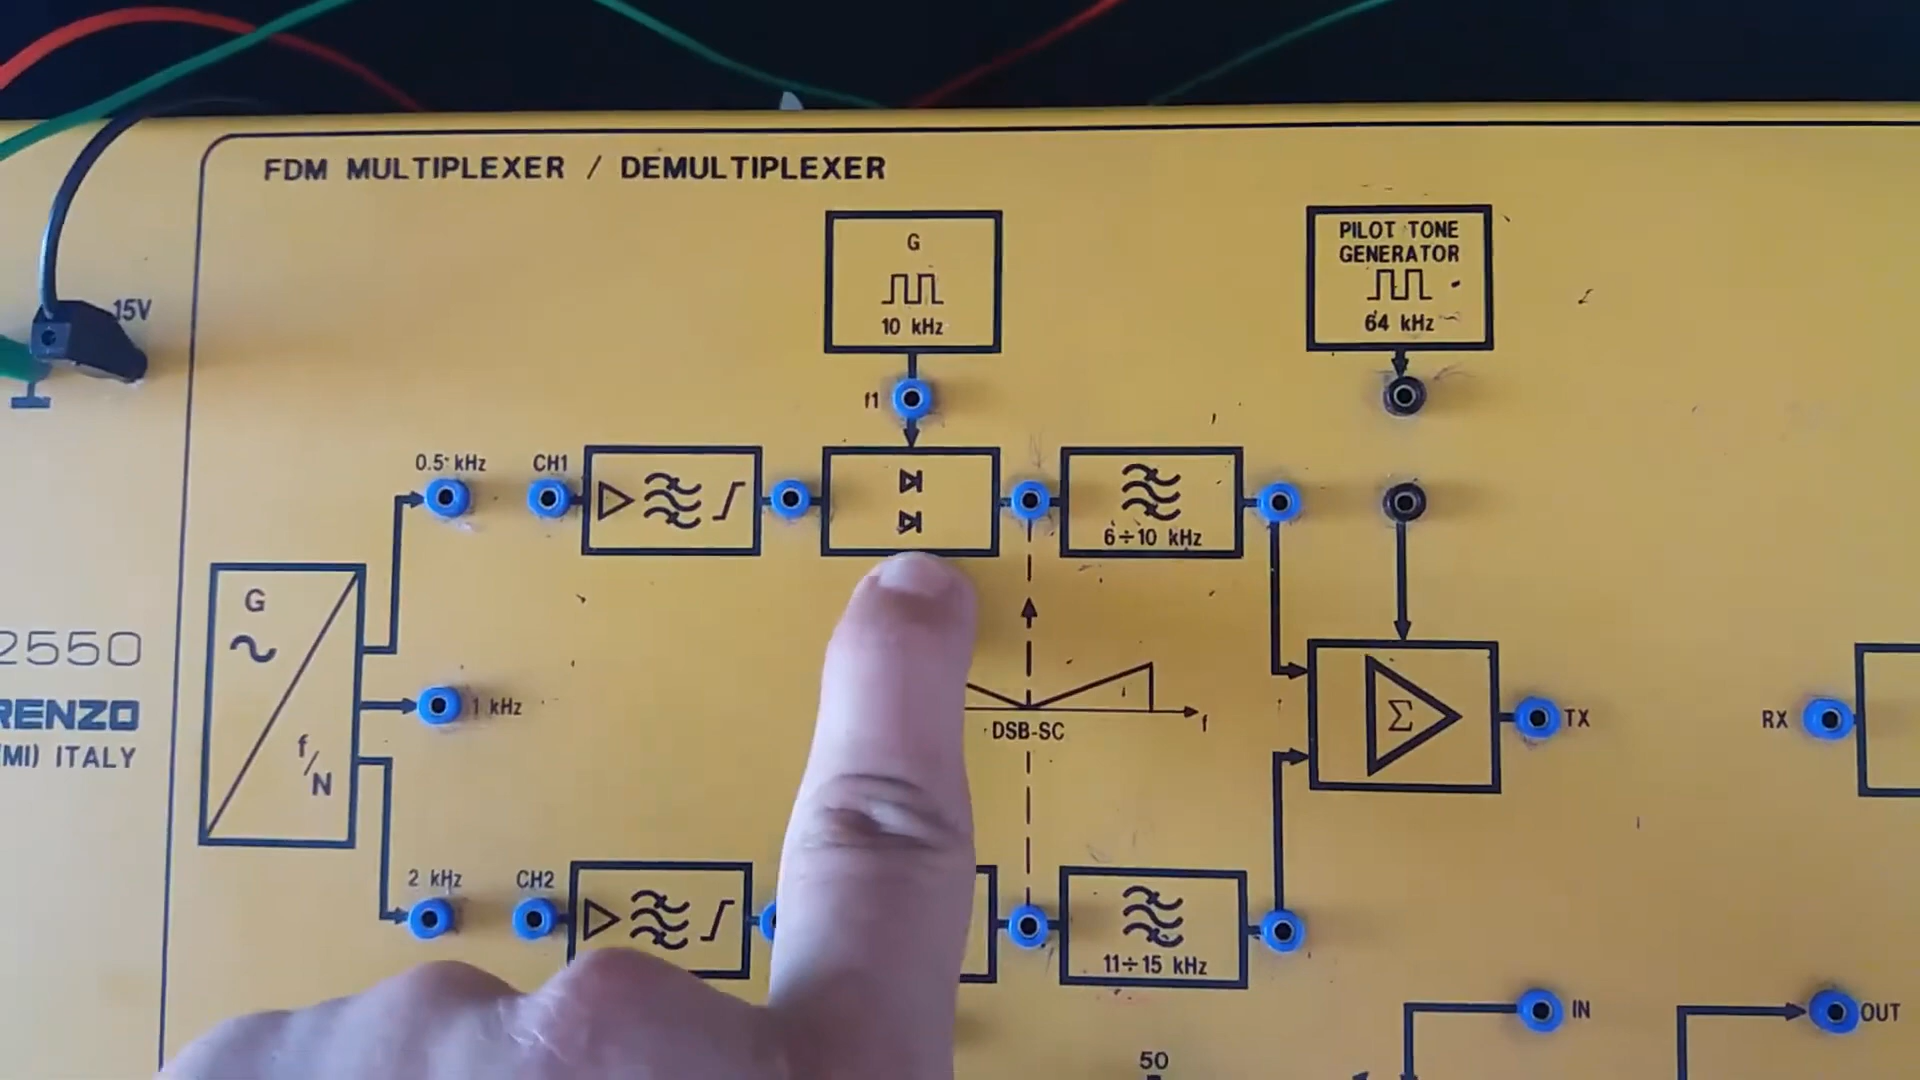 FDM MULTIPLEXER / DEMULTIPLEXER
G
10 kHz
PILOT TONE
GENERATOR
64 kHz
15V
f1
0.5 kHz
CH1
6÷10 kHz
G
f/N
1 kHz
2550
RENZO
(MI) ITALY
DSB-SC
f
Σ
TX
RX
2 kHz
CH2
11÷15 kHz
IN
OUT
50